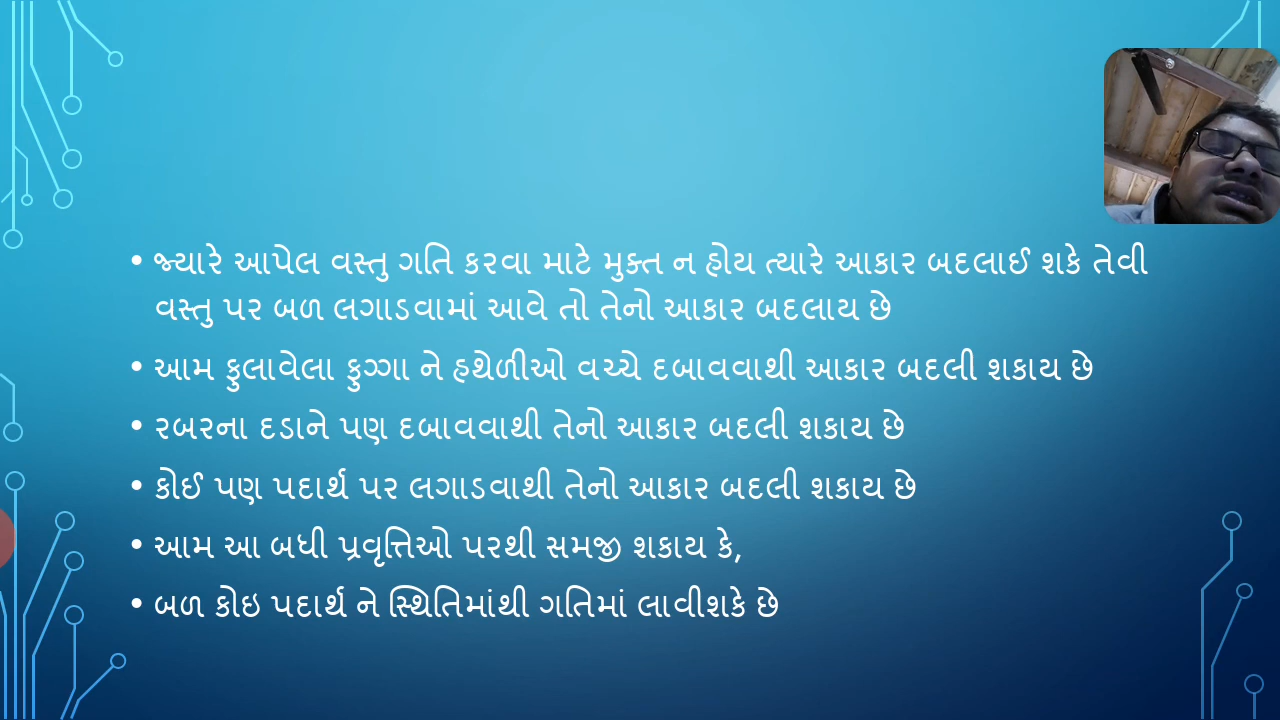 • જ્યારે આપેલ વસ્તુ ગતિ કરવા માટે મુક્ત ન હોય ત્યારે આકાર બદલાઈ શકે તેવી
વસ્તુ પર બળ લગાડવામાં આવે તો તેનો આકાર બદલાય છે
• આમ ફુલાવેલા ફુગ્ગા ને હથેળીઓ વચ્ચે દબાવવાથી આકાર બદલી શકાય છે
• રબરના દડાને પણ દબાવવાથી તેનો આકાર બદલી શકાય છે
• કોઈ પણ પદાર્થ પર લગાડવાથી તેનો આકાર બદલી શકાય છે
• આમ આ બધી પ્રવૃત્તિઓ પરથી સમજી શકાય કે,
• બળ કોઇ પદાર્થ ને સ્થિતિમાંથી ગતિમાં લાવીશકે છે